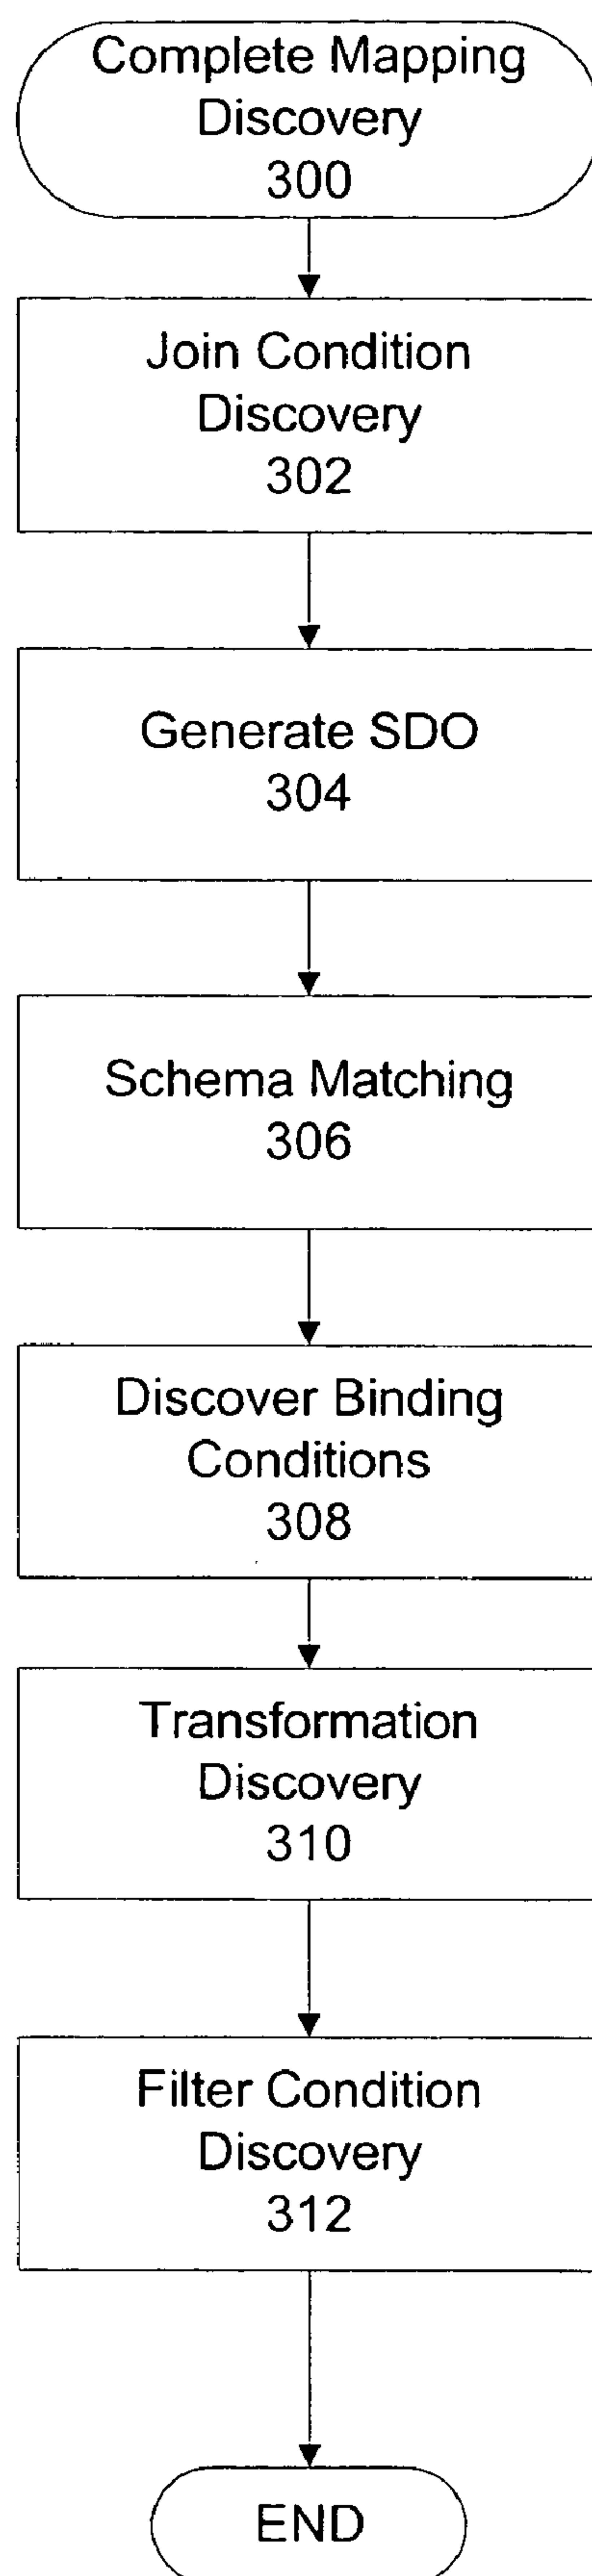 Complete Mapping
Discovery
300
Join Condition
Discovery
302
Generate SDO
304
Schema Matching
306
Discover Binding
Conditions
308
Transformation
Discovery
310
Filter Condition
Discovery
312
END